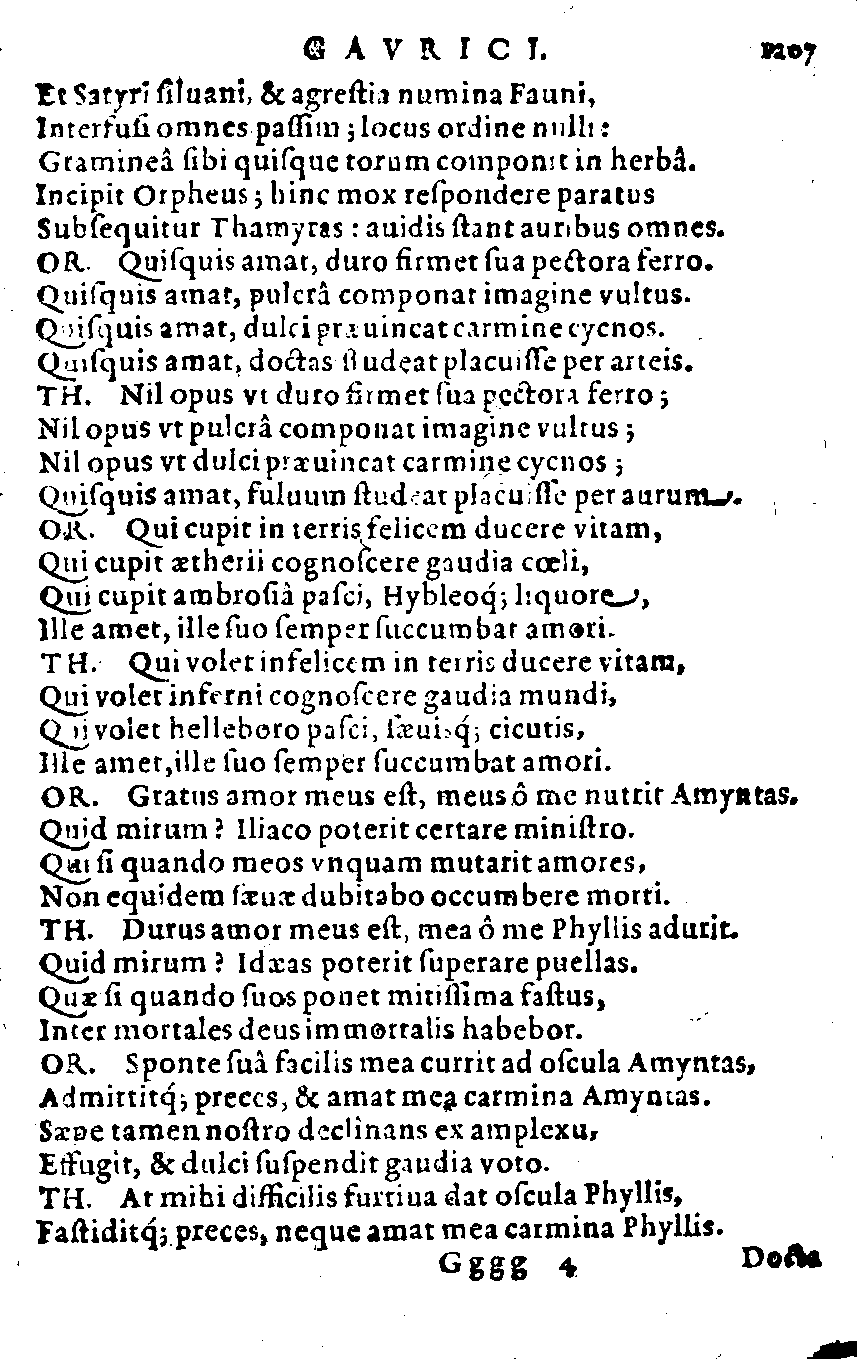 GAVRICI. 1207
Et Satyri ſiluani, & agreſtia numina Fauni,
Interfuſi omnes paſſim ; locus ordine nulli :
Gramineâ ſibi quiſque torum componit in herbâ.
Incipit Orpheus ; hinc mox reſpondere paratus
Subſequitur Thamyras : auidis ſtant auribus omnes.
OR. Quiſquis amat, duro firmet ſua pectora ferro.
Quiſquis amat, pulcrâ componat imagine vultus.
Quiſquis amat, dulci præuincat carmine cycnos.
Quiſquis amat, doctas ſtudeat placuiſſe per arteis.
TH. Nil opus vt duro firmet ſua pectora ferro ;
Nil opus vt pulcrâ componat imagine vultus ;
Nil opus vt dulci præuincat carmine cycnos ;
Quiſquis amat, fuluum ſtudeat placuiſſe per aurum.
OR. Qui cupit in terris felicem ducere vitam,
Qui cupit ætherii cognoſcere gaudia cœli,
Qui cupit ambroſiâ paſci, Hybleoq́; liquore,
Ille amet, ille ſuo ſemper ſuccumbat amori.
TH. Qui volet infelicem in terris ducere vitam,
Qui volet inferni cognoſcere gaudia mundi,
Qui volet helleboro paſci, ſæuisq́; cicutis,
Ille amet, ille ſuo ſemper ſuccumbat amori.
OR. Gratus amor meus eſt, meus ô me nutrit Amyntas.
Quid mirum ? Iliaco poterit certare miniſtro.
Qui ſi quando meos vnquam mutarit amores,
Non equidem ſæuæ dubitabo occumbere morti.
TH. Durus amor meus eſt, mea ô me Phyllis adurit.
Quid mirum ? Idæas poterit ſuperare puellas.
Quæ ſi quando ſuos ponet mitiſſima faſtus,
Inter mortales deus immortalis habebor.
OR. Sponte ſuâ facilis mea currit ad oſcula Amyntas,
Admittitq́; preces, & amat mea carmina Amyntas.
Sæpe tamen noſtro declinans ex amplexu,
Effugit, & dulci ſuſpendit gaudia voto.
TH. At mihi difficilis furtiua dat oſcula Phyllis,
Faſtiditq́; preces, neque amat mea carmina Phyllis.
Gggg 4 Docta